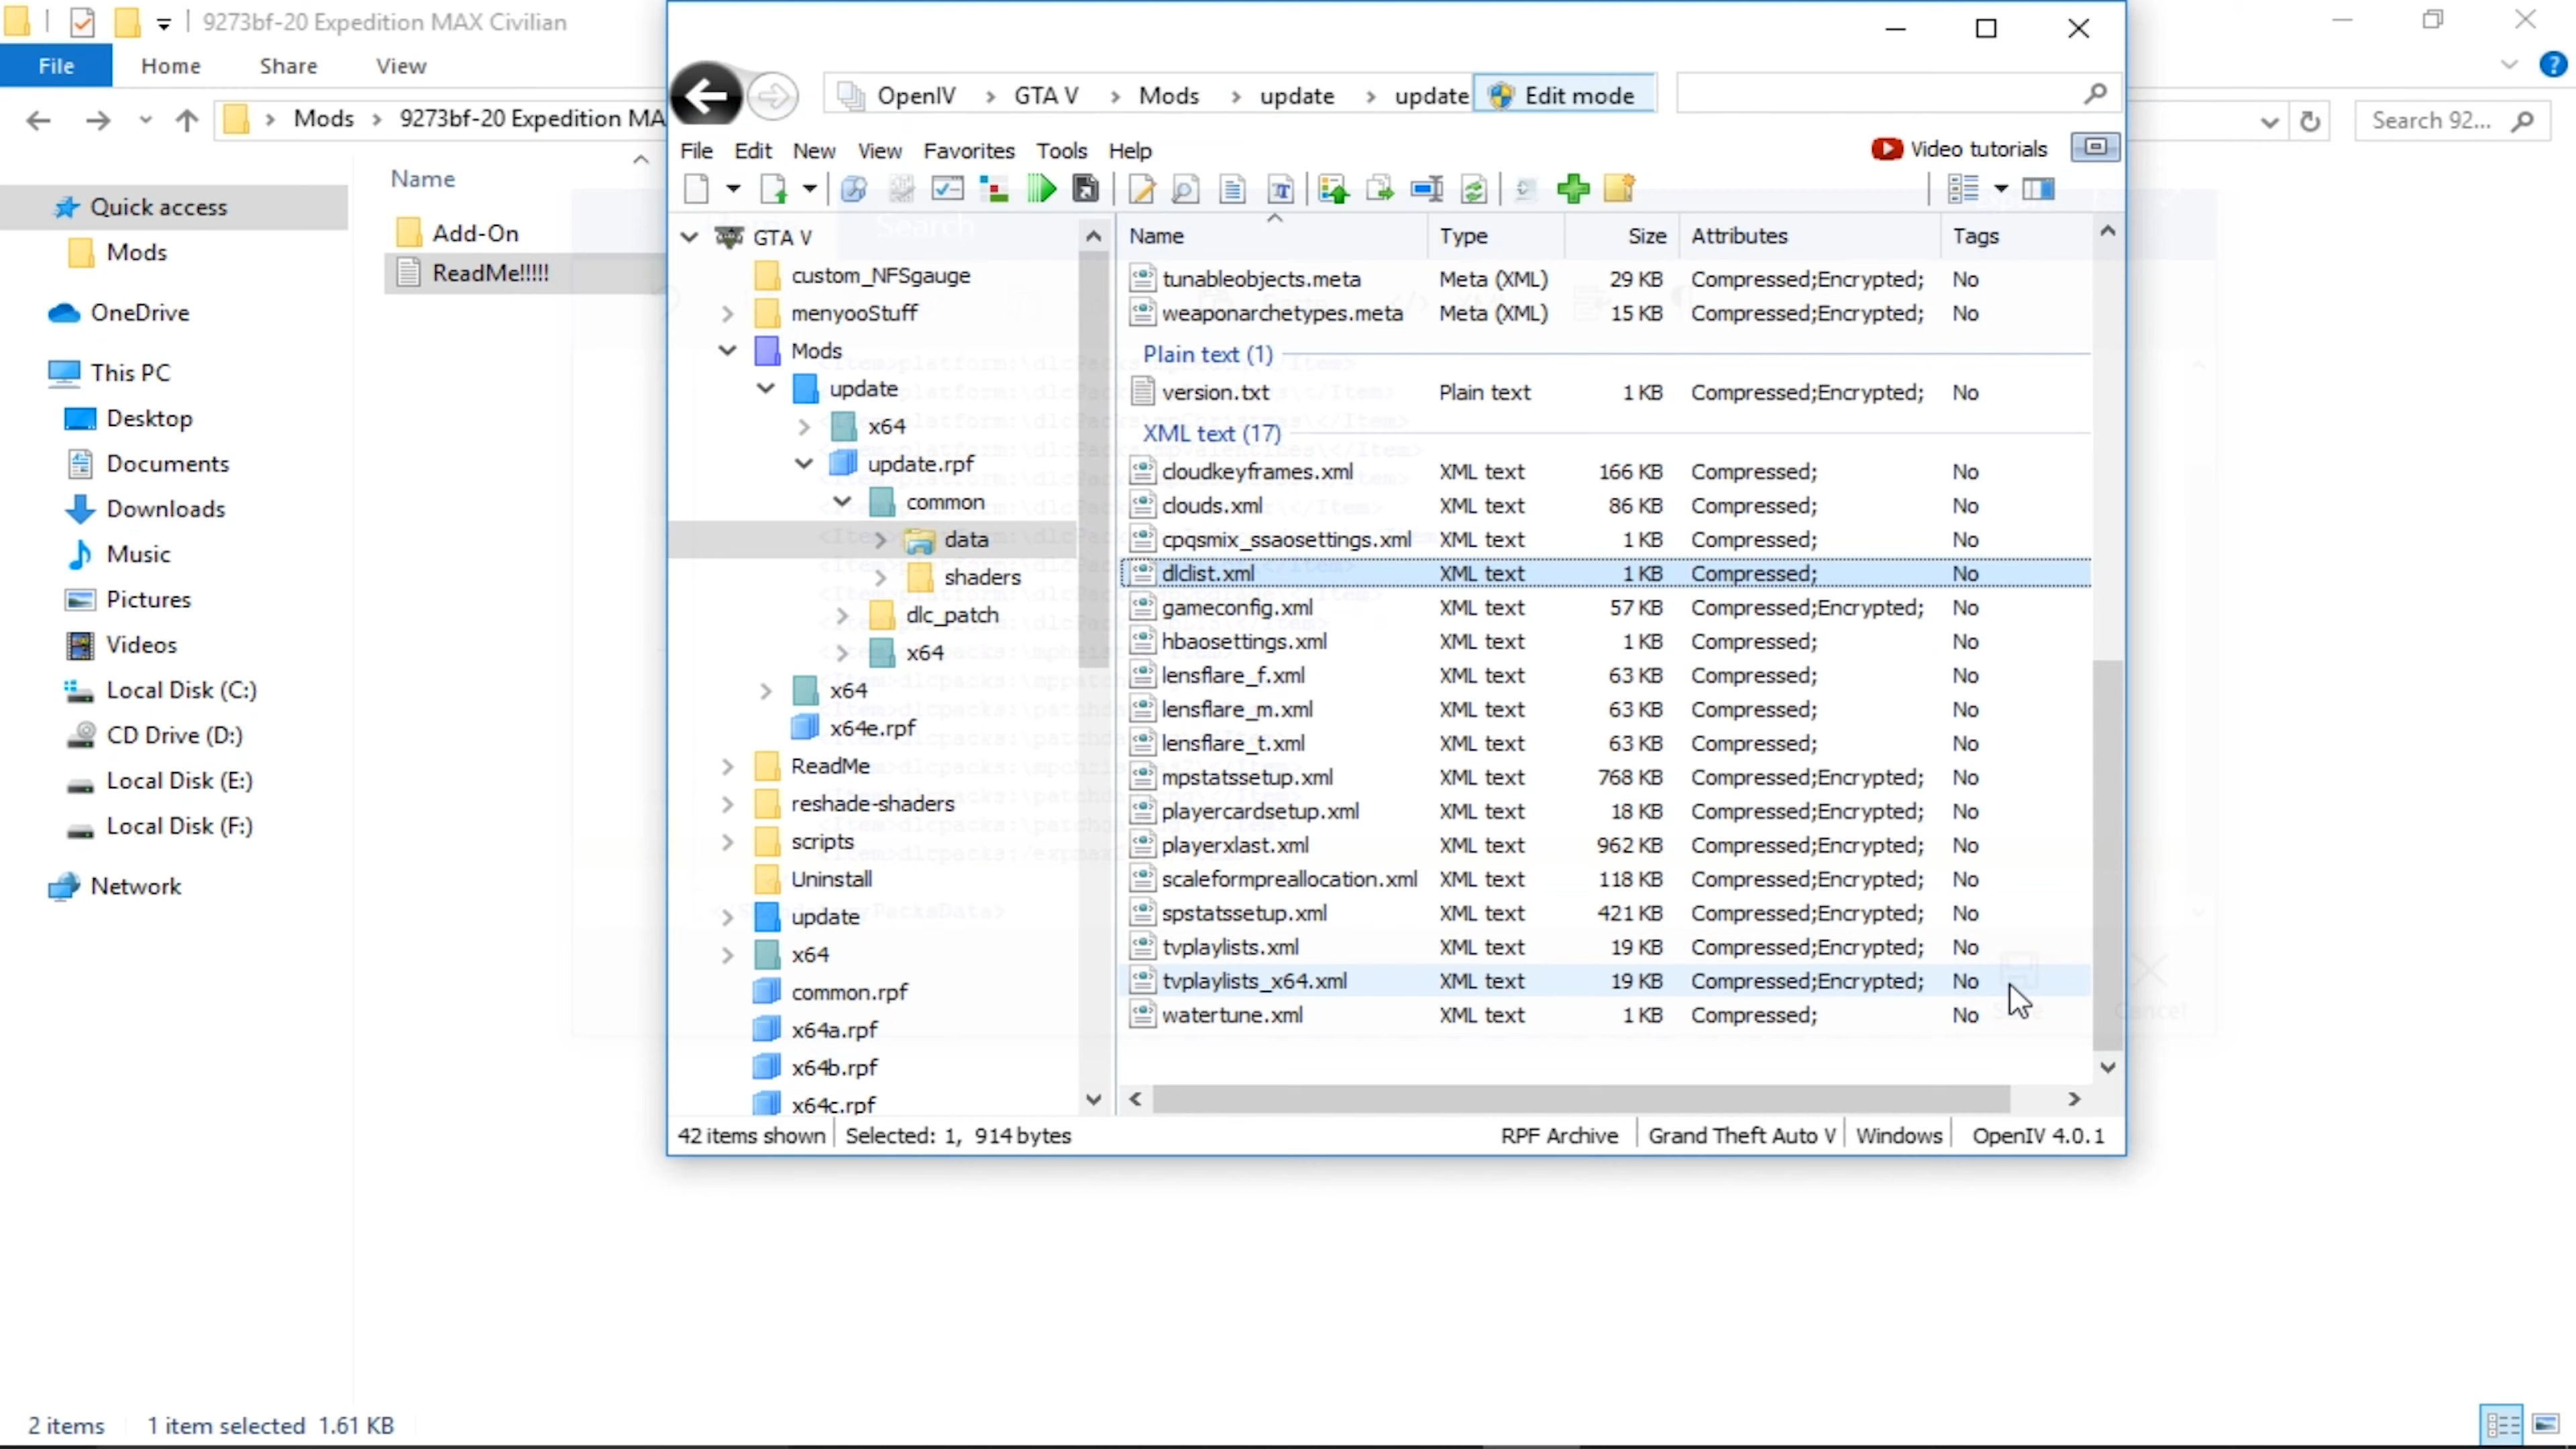 9273bf-20 Expedition MAX Civilian
File Home Share View
Mods 9273bf-20 Expedition MA
Search 92...
Name
Quick access
Mods
OneDrive
This PC
Desktop
Documents
Downloads
Music
Pictures
Videos
Local Disk (C:)
CD Drive (D:)
Local Disk (E:)
Local Disk (F:)
Network
Add-On
ReadMe!!!!!
2 items 1 item selected 1.61 KB
OpenIV GTA V Mods update update Edit mode
File Edit New View Favorites Tools Help
Video tutorials
GTA V
custom_NFSgauge
menyooStuff
Mods
update
x64
update.rpf
common
data
shaders
dlc_patch
x64
x64
x64e.rpf
ReadMe
reshade-shaders
scripts
Uninstall
update
x64
common.rpf
x64a.rpf
x64b.rpf
x64c.rpf
Name Type Size Attributes Tags
tunableobjects.meta Meta (XML) 29 KB Compressed;Encrypted; No
weaponarchetypes.meta Meta (XML) 15 KB Compressed;Encrypted; No
Plain text (1)
version.txt Plain text 1 KB Compressed;Encrypted; No
XML text (17)
cloudkeyframes.xml XML text 166 KB Compressed; No
clouds.xml XML text 86 KB Compressed; No
cpqsmix_ssaosettings.xml XML text 1 KB Compressed; No
dlclist.xml XML text 1 KB Compressed; No
gameconfig.xml XML text 57 KB Compressed;Encrypted; No
hbaosettings.xml XML text 1 KB Compressed; No
lensflare_f.xml XML text 63 KB Compressed; No
lensflare_m.xml XML text 63 KB Compressed; No
lensflare_t.xml XML text 63 KB Compressed; No
mpstatssetup.xml XML text 768 KB Compressed;Encrypted; No
playercardsetup.xml XML text 18 KB Compressed;Encrypted; No
playerxlast.xml XML text 962 KB Compressed;Encrypted; No
scaleformpreallocation.xml XML text 118 KB Compressed;Encrypted; No
spstatssetup.xml XML text 421 KB Compressed;Encrypted; No
tvplaylists.xml XML text 19 KB Compressed;Encrypted; No
tvplaylists_x64.xml XML text 19 KB Compressed;Encrypted; No
watertune.xml XML text 1 KB Compressed; No
42 items shown Selected: 1, 914 bytes
RPF Archive Grand Theft Auto V Windows OpenIV 4.0.1